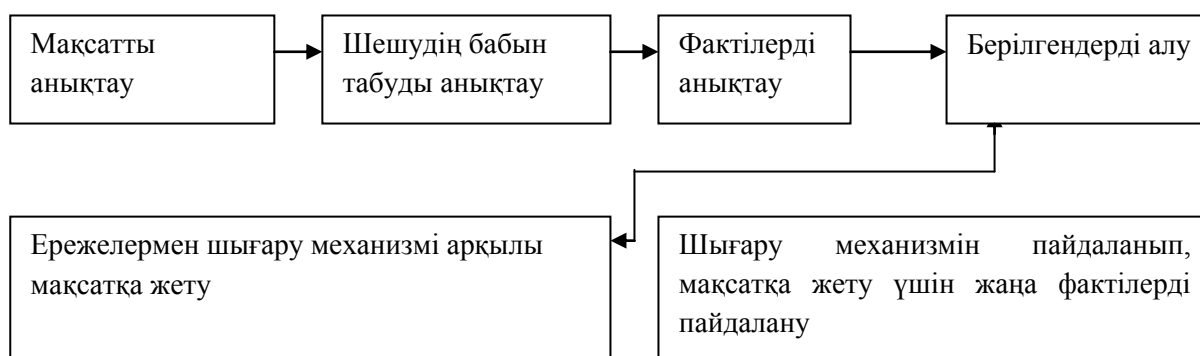 Мақсатты
анықтау
Шешудің бабын
табуды анықтау
Фактілерді
анықтау
Берілгендерді алу
Ережелермен шығару механизмі арқылы
мақсатқа жету
Шығару механизмін пайдаланып,
мақсатқа жету үшін жаңа фактілерді
пайдалану